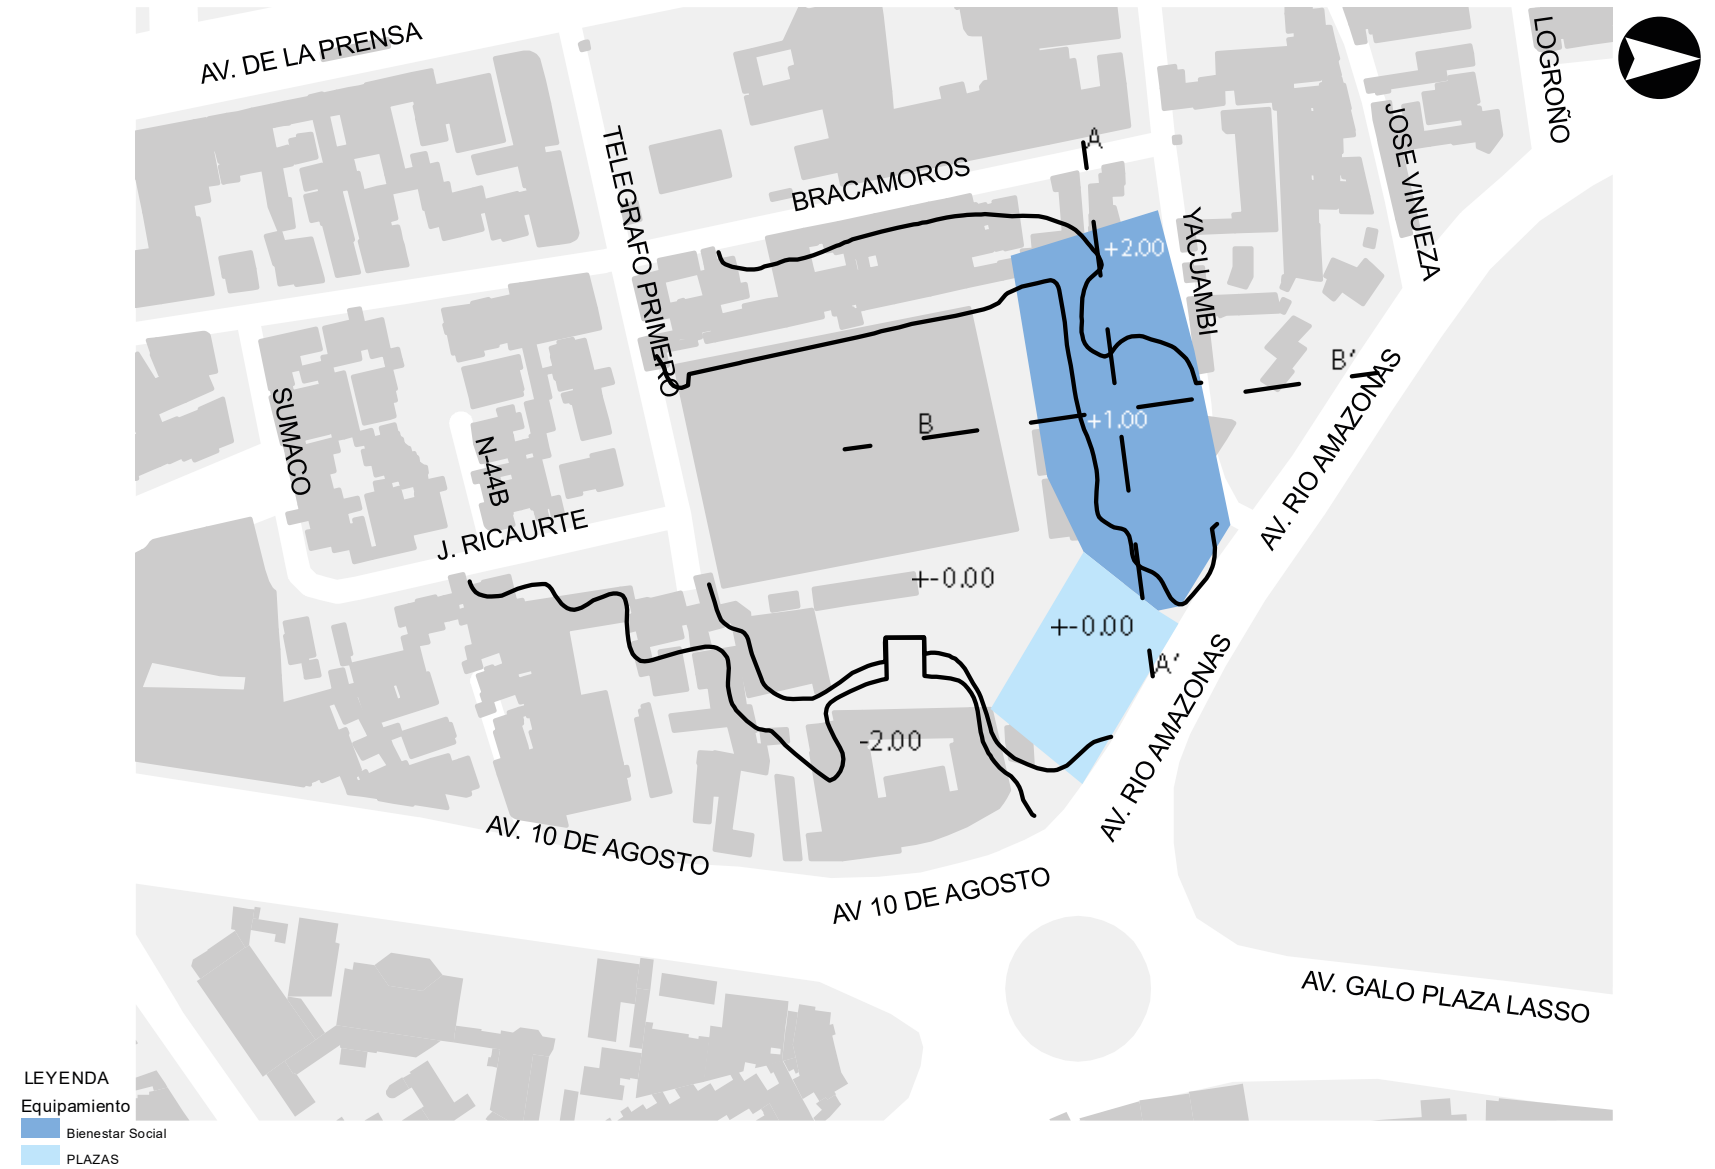 AV. DE LA PRENSA
LOGROÑO
JOSE VINUEZA
TELEGRAFO PRIMERO
A
BRACAMOROS
YACUAMBI
+2.00
B'
SUMACO
N-44B
B
+1.00
AV. RIO AMAZONAS
J. RICAURTE
+-0.00
+-0.00
A'
AV. RIO AMAZONAS
-2.00
AV. 10 DE AGOSTO
AV 10 DE AGOSTO
AV. GALO PLAZA LASSO
LEYENDA
Equipamiento
Bienestar Social
PLAZAS